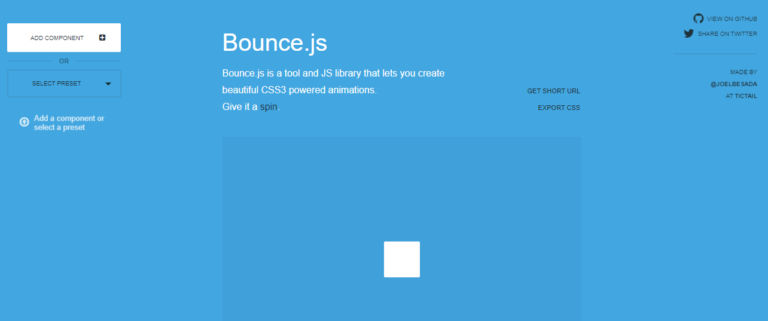 ADD COMPONENT
OR
SELECT PRESET
Add a component or
select a preset
Bounce.js
Bounce.js is a tool and JS library that lets you create
beautiful CSS3 powered animations.
Give it a spin.
GET SHORT URL
EXPORT CSS
VIEW ON GITHUB
SHARE ON TWITTER
MADE BY
@JOELBESADA
AT TICTAIL